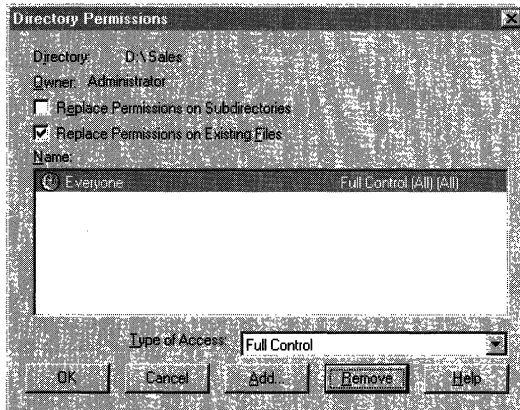 Directory Permissions
Directory: D:\Sales
Owner: Administrator
Replace Permissions on Subdirectories
Replace Permissions on Existing Files
Name:
Everyone Full Control (All) (All)
Type of Access: Full Control
OK Cancel Add... Remove Help